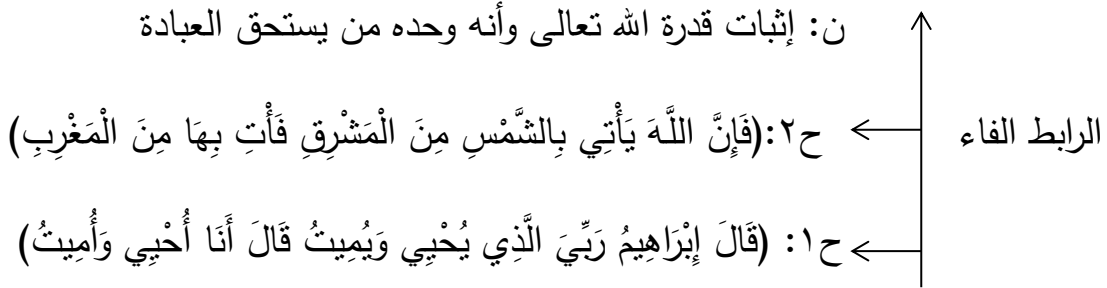 ن: إثبات قدرة الله تعالى وأنه وحده من يستحق العبادة
الرابط الفاء
ح٢:(فَإِنَّ اللَّهَ يَأْتِي بِالشَّمْسِ مِنَ الْمَشْرِقِ فَأْتِ بِهَا مِنَ الْمَغْرِبِ)
ح١: (قَالَ إِبْرَاهِيمُ رَبِّيَ الَّذِي يُحْيِي وَيُمِيتُ قَالَ أَنَا أُحْيِي وَأُمِيتُ)